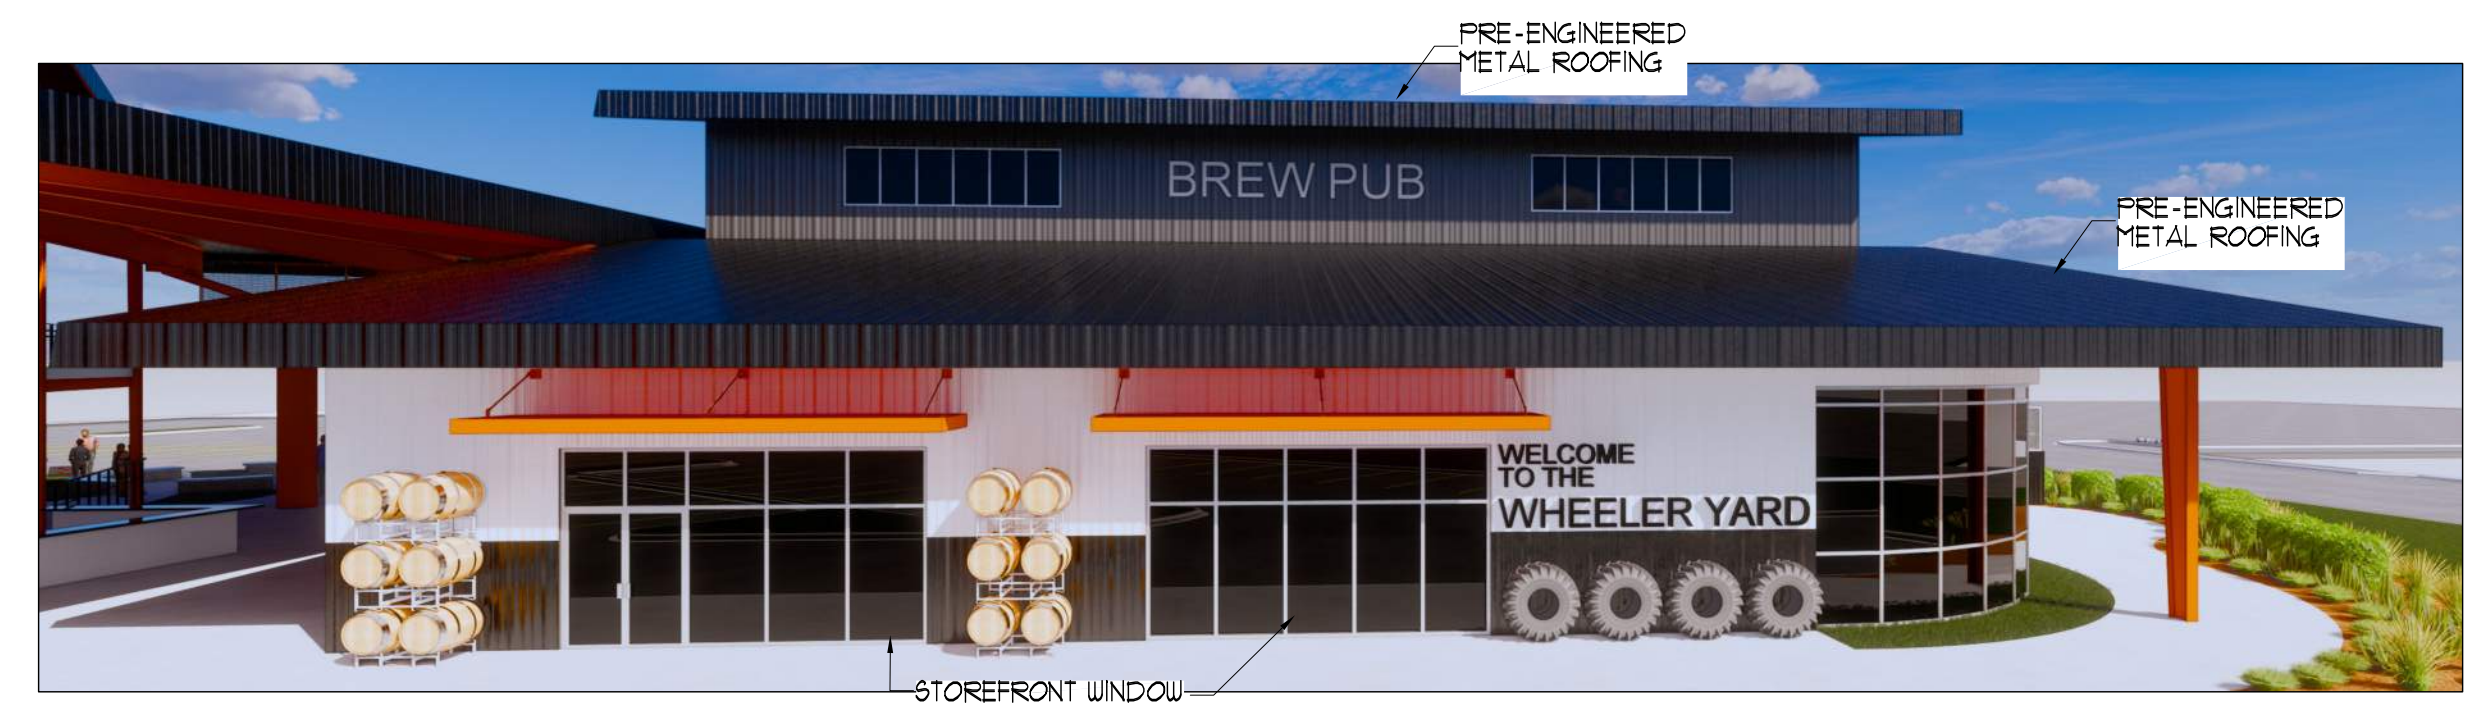 PRE-ENGINEERED
METAL ROOFING
BREW PUB
PRE-ENGINEERED
METAL ROOFING
WELCOME
TO THE
WHEELER YARD
STOREFRONT WINDOW